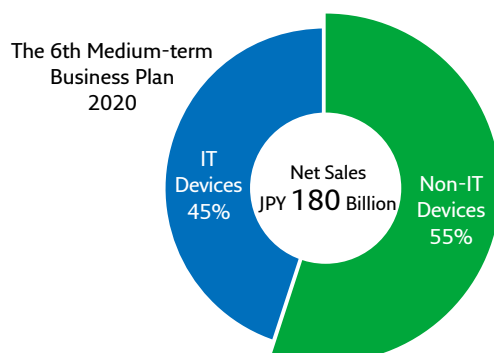 The 6th Medium-term
Business Plan
2020
IT
Devices
45%
Net Sales
JPY 180 Billion
Non-IT
Devices
55%